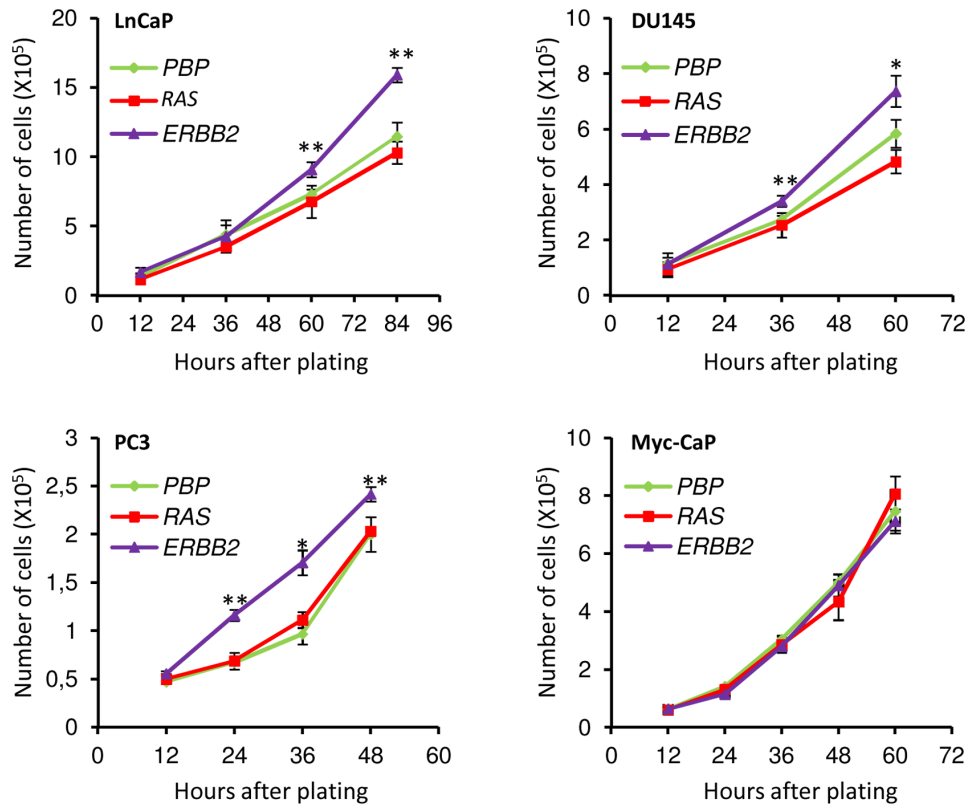 LnCaP
Number of cells (X10⁵)
20
15
10
5
0
PBP
RAS
ERBB2
**
**
0 12 24 36 48 60 72 84 96
Hours after plating
DU145
Number of cells (X10⁵)
10
8
6
4
2
0
PBP
RAS
ERBB2
**
*
0 12 24 36 48 60 72
Hours after plating
PC3
Number of cells (X10⁵)
3
2,5
2
1,5
1
0,5
0
PBP
RAS
ERBB2
**
*
**
0 12 24 36 48 60
Hours after plating
Myc-CaP
Number of cells (X10⁵)
10
8
6
4
2
0
PBP
RAS
ERBB2
0 12 24 36 48 60 72
Hours after plating